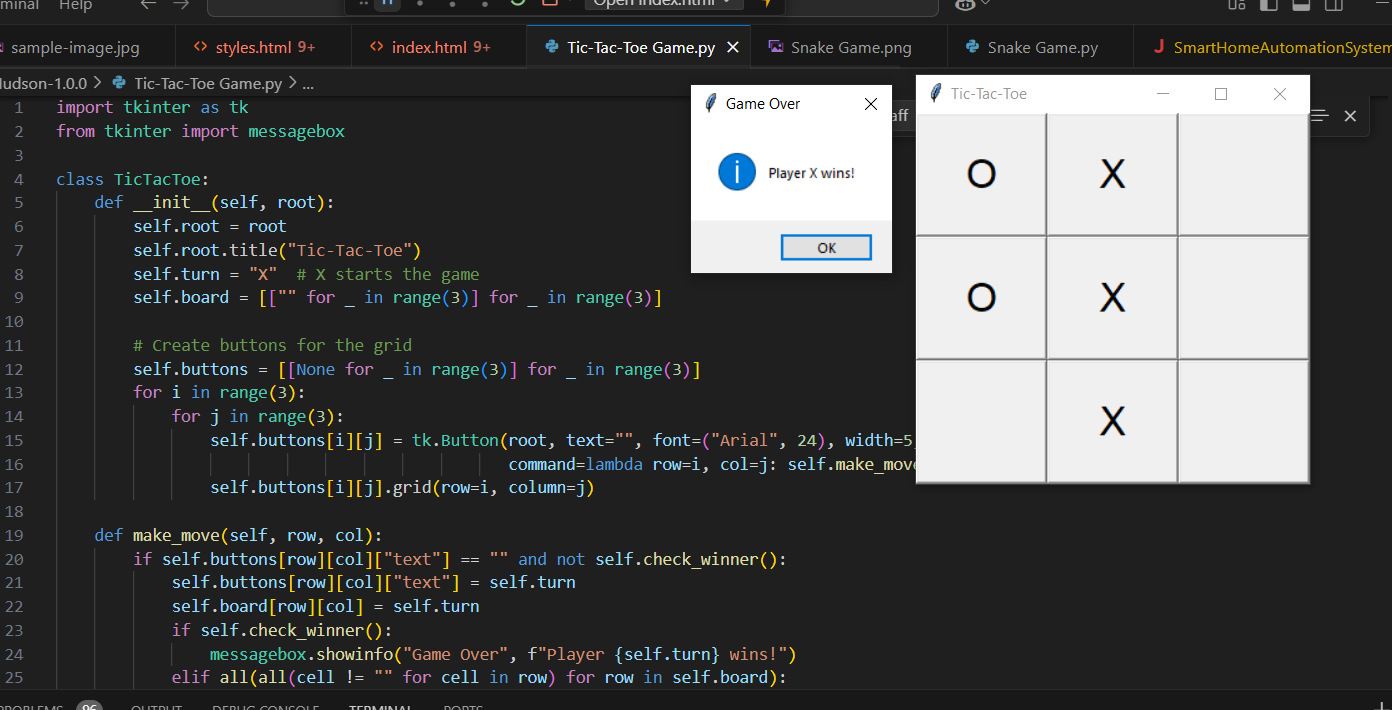 Help
Open index.html
sample-image.jpg
<> styles.html 9+
<> index.html 9+
Tic-Tac-Toe Game.py
Snake Game.png
Snake Game.py
J SmartHomeAutomationSystem
Hudson-1.0.0 > Tic-Tac-Toe Game.py > ...
1 import tkinter as tk
2 from tkinter import messagebox
3
4 class TicTacToe:
5 def __init__(self, root):
6 self.root = root
7 self.root.title("Tic-Tac-Toe")
8 self.turn = "X"  # X starts the game
9 self.board = [["" for _ in range(3)] for _ in range(3)]
10
11 # Create buttons for the grid
12 self.buttons = [[None for _ in range(3)] for _ in range(3)]
13 for i in range(3):
14 for j in range(3):
15 self.buttons[i][j] = tk.Button(root, text="", font=("Arial", 24), width=5,
16 command=lambda row=i, col=j: self.make_move
17 self.buttons[i][j].grid(row=i, column=j)
18
19 def make_move(self, row, col):
20 if self.buttons[row][col]["text"] == "" and not self.check_winner():
21 self.buttons[row][col]["text"] = self.turn
22 self.board[row][col] = self.turn
23 if self.check_winner():
24 messagebox.showinfo("Game Over", f"Player {self.turn} wins!")
25 elif all(all(cell != "" for cell in row) for row in self.board):
Game Over
Player X wins!
OK
Tic-Tac-Toe
O X
O X
X
PROBLEMS 96 OUTPUT DEBUG CONSOLE TERMINAL PORTS